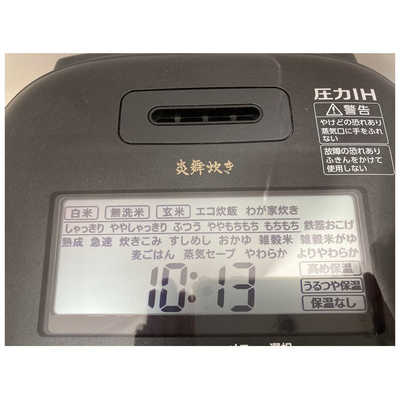 圧力IH
⚠警告
やけどの恐れあり
蒸気口に手をふれ
ない
故障の恐れあり
ふきんをかけて
使用しない
炎舞炊き
白米 無洗米 玄米 エコ炊飯 わが家炊き
しゃっきり ややしゃっきり ふつう ややもちもち もちもち 鉄器おこげ
熟成 急速 炊きこみ すしめし おかゆ 雑穀米 雑穀米がゆ
麦ごはん 蒸気セーブ やわらか よりやわらか
10:13
高め保温
うるつや保温
保温なし